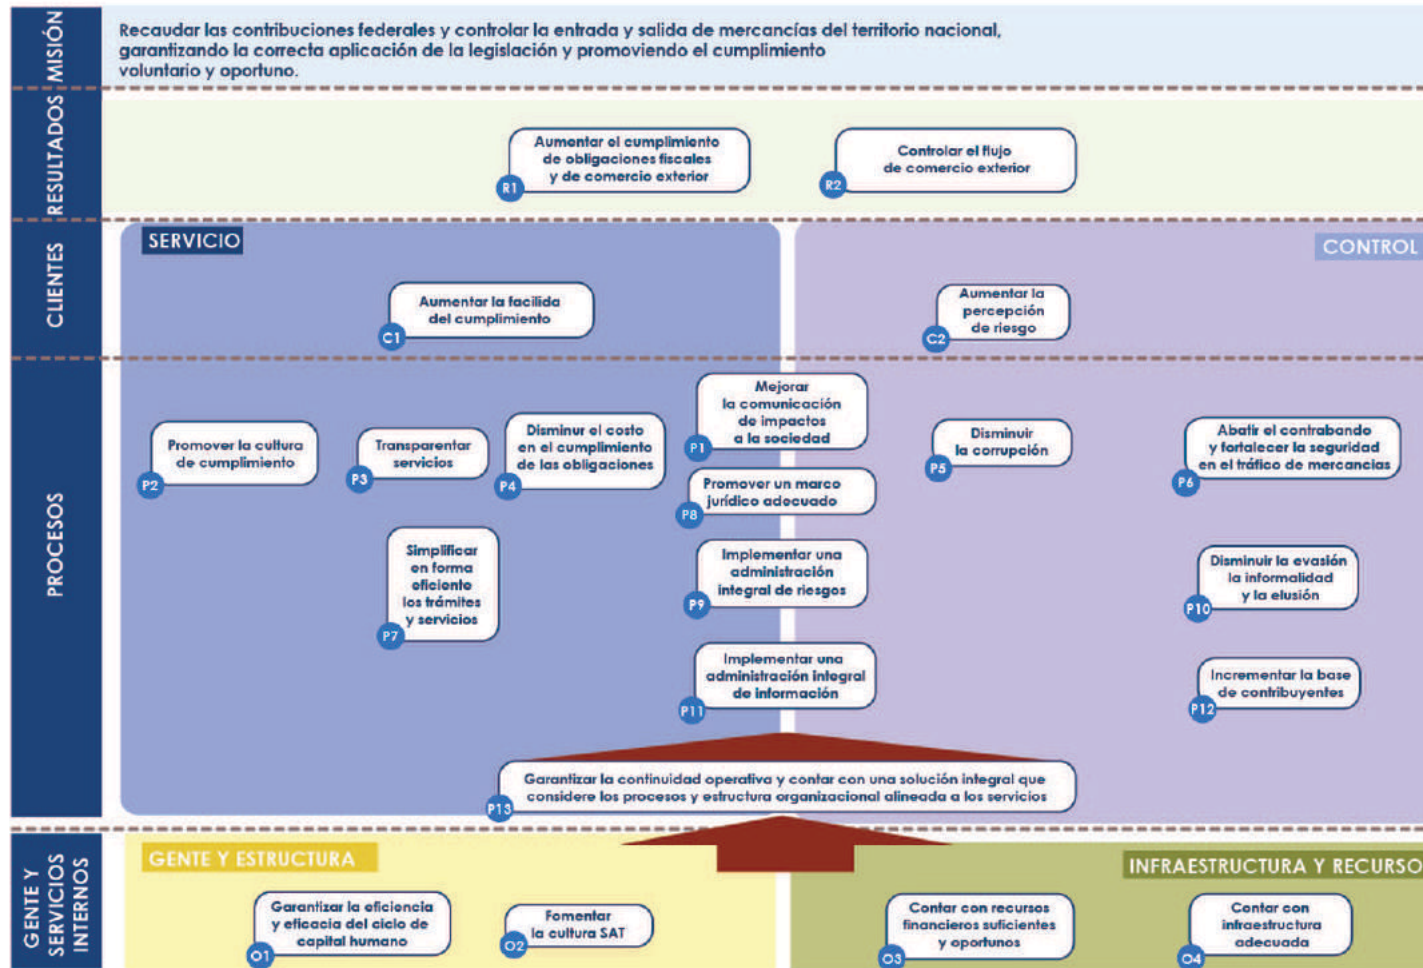 MISIÓN
Recaudar las contribuciones federales y controlar la entrada y salida de mercancías del territorio nacional,
garantizando la correcta aplicación de la legislación y promoviendo el cumplimiento
voluntario y oportuno.
RESULTADOS
Aumentar el cumplimiento
de obligaciones fiscales
y de comercio exterior
R1
Controlar el flujo
de comercio exterior
R2
CLIENTES
SERVICIO
CONTROL
Aumentar la facilida
del cumplimiento
C1
Aumentar la
percepción
de riesgo
C2
PROCESOS
Promover la cultura
de cumplimiento
P2
Transparentar
servicios
P3
Disminur el costo
en el cumplimiento
de las obligaciones
P4
Mejorar
la comunicación
de impactos
a la sociedad
P1
Disminuir
la corrupción
P5
Abatir el contrabando
y fortalecer la seguridad
en el tráfico de mercancias
P6
Promover un marco
jurídico adecuado
P8
Simplificar
en forma
eficiente
los trámites
y servicios
P7
Implementar una
administración
integral de riesgos
P9
Disminuir la evasión
la informalidad
y la elusión
P10
Implementar una
administración integral
de información
P11
Incrementar la base
de contribuyentes
P12
Garantizar la continuidad operativa y contar con una solución integral que
considere los procesos y estructura organizacional alineada a los servicios
P13
GENTE Y
SERVICIOS
INTERNOS
GENTE Y ESTRUCTURA
INFRAESTRUCTURA Y RECURSO
Garantizar la eficiencia
y eficacia del ciclo de
capital humano
O1
Fomentar
la cultura SAT
O2
Contar con recursos
financieros suficientes
y oportunos
O3
Contar con
infraestructura
adecuada
O4